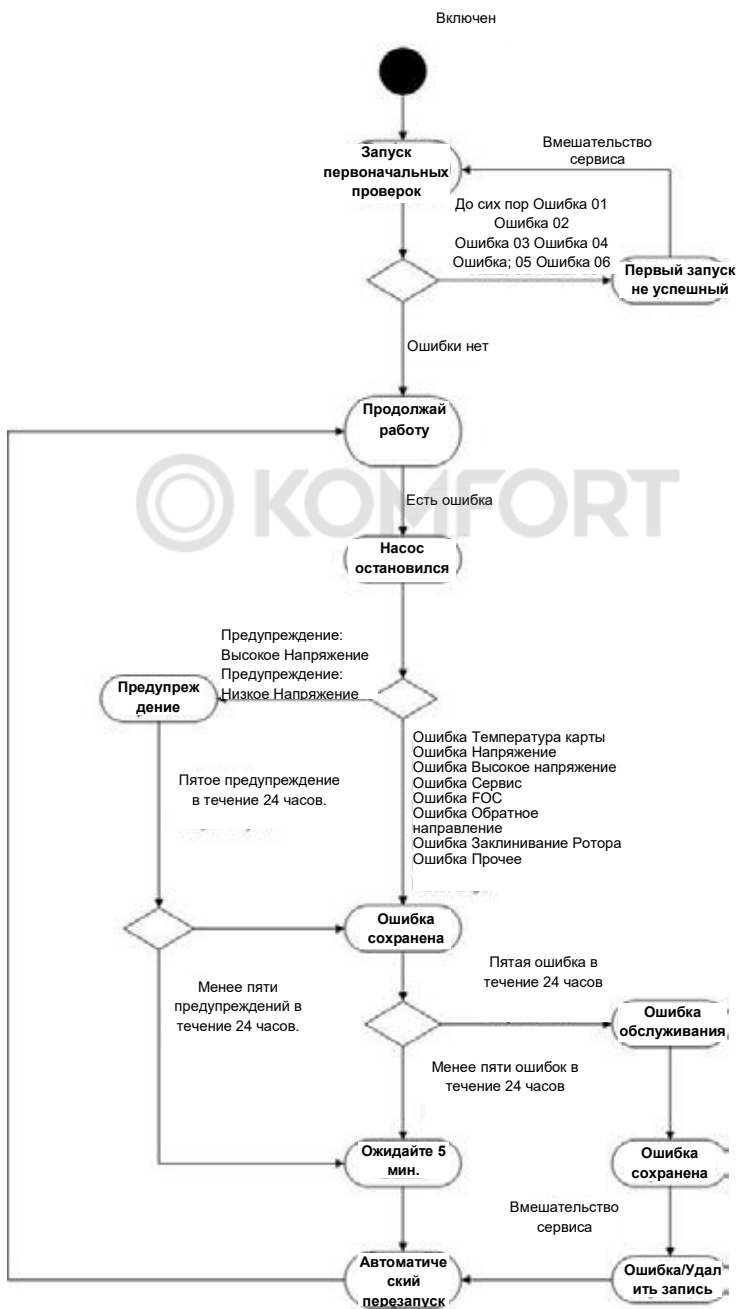 Включен
Запуск
первоначальных
проверок
Вмешательство
сервиса
До сих пор Ошибка 01
Ошибка 02
Ошибка 03 Ошибка 04
Ошибка; 05 Ошибка 06
Первый запуск
не успешный
Ошибки нет
Продолжай
работу
KOMFORT
Есть ошибка
Насос
остановился
Предупреждение:
Высокое Напряжение
Предупреждение:
Низкое Напряжение
Предупреж
дение
Ошибка Температура карты
Ошибка Напряжение
Ошибка Высокое напряжение
Ошибка Сервис
Ошибка FOC
Ошибка Обратное
направление
Ошибка Заклинивание Ротора
Ошибка Прочее
Пятое предупреждение
в течение 24 часов.
Ошибка
сохранена
Пятая ошибка в
течение 24 часов
Менее пяти
предупреждений в
течение 24 часов.
Ошибка
обслуживания
Менее пяти ошибок в
течение 24 часов
Ожидайте 5
мин.
Ошибка
сохранена
Вмешательство
сервиса
Автоматиче
ский
перезапуск
Ошибка/Удал
ить запись